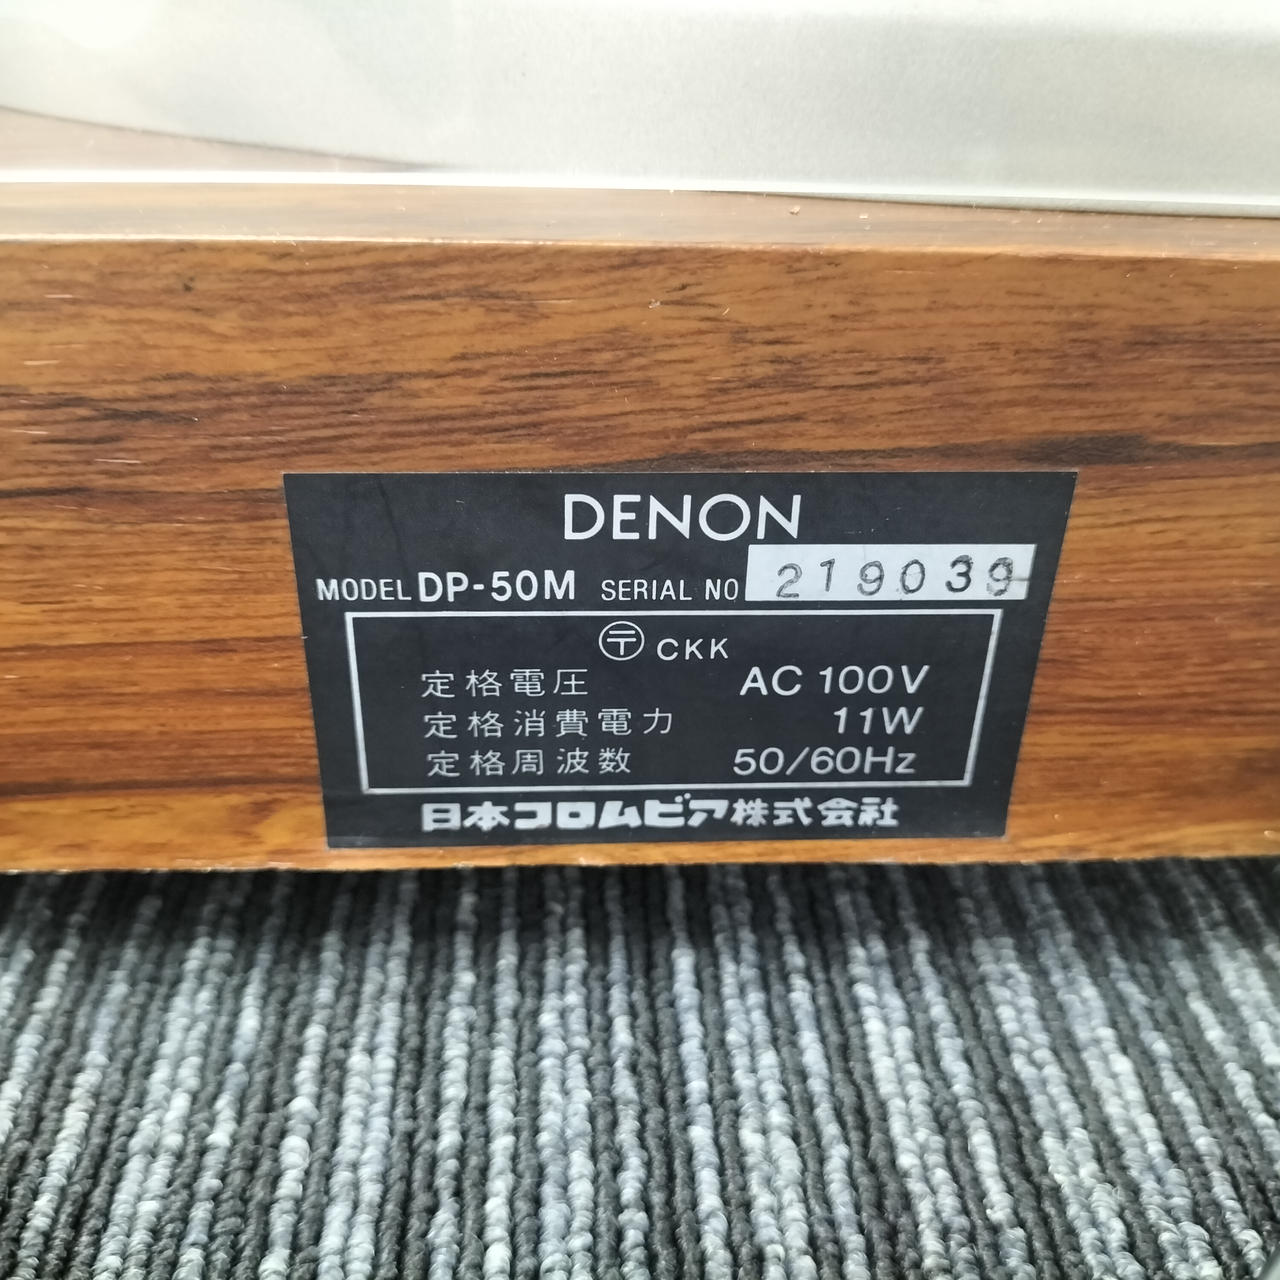 DENON
MODEL DP-50M SERIAL NO 219039
〶 CKK
定格電圧 AC 100V
定格消費電力 11W
定格周波数 50/60Hz
日本コロムビア株式会社